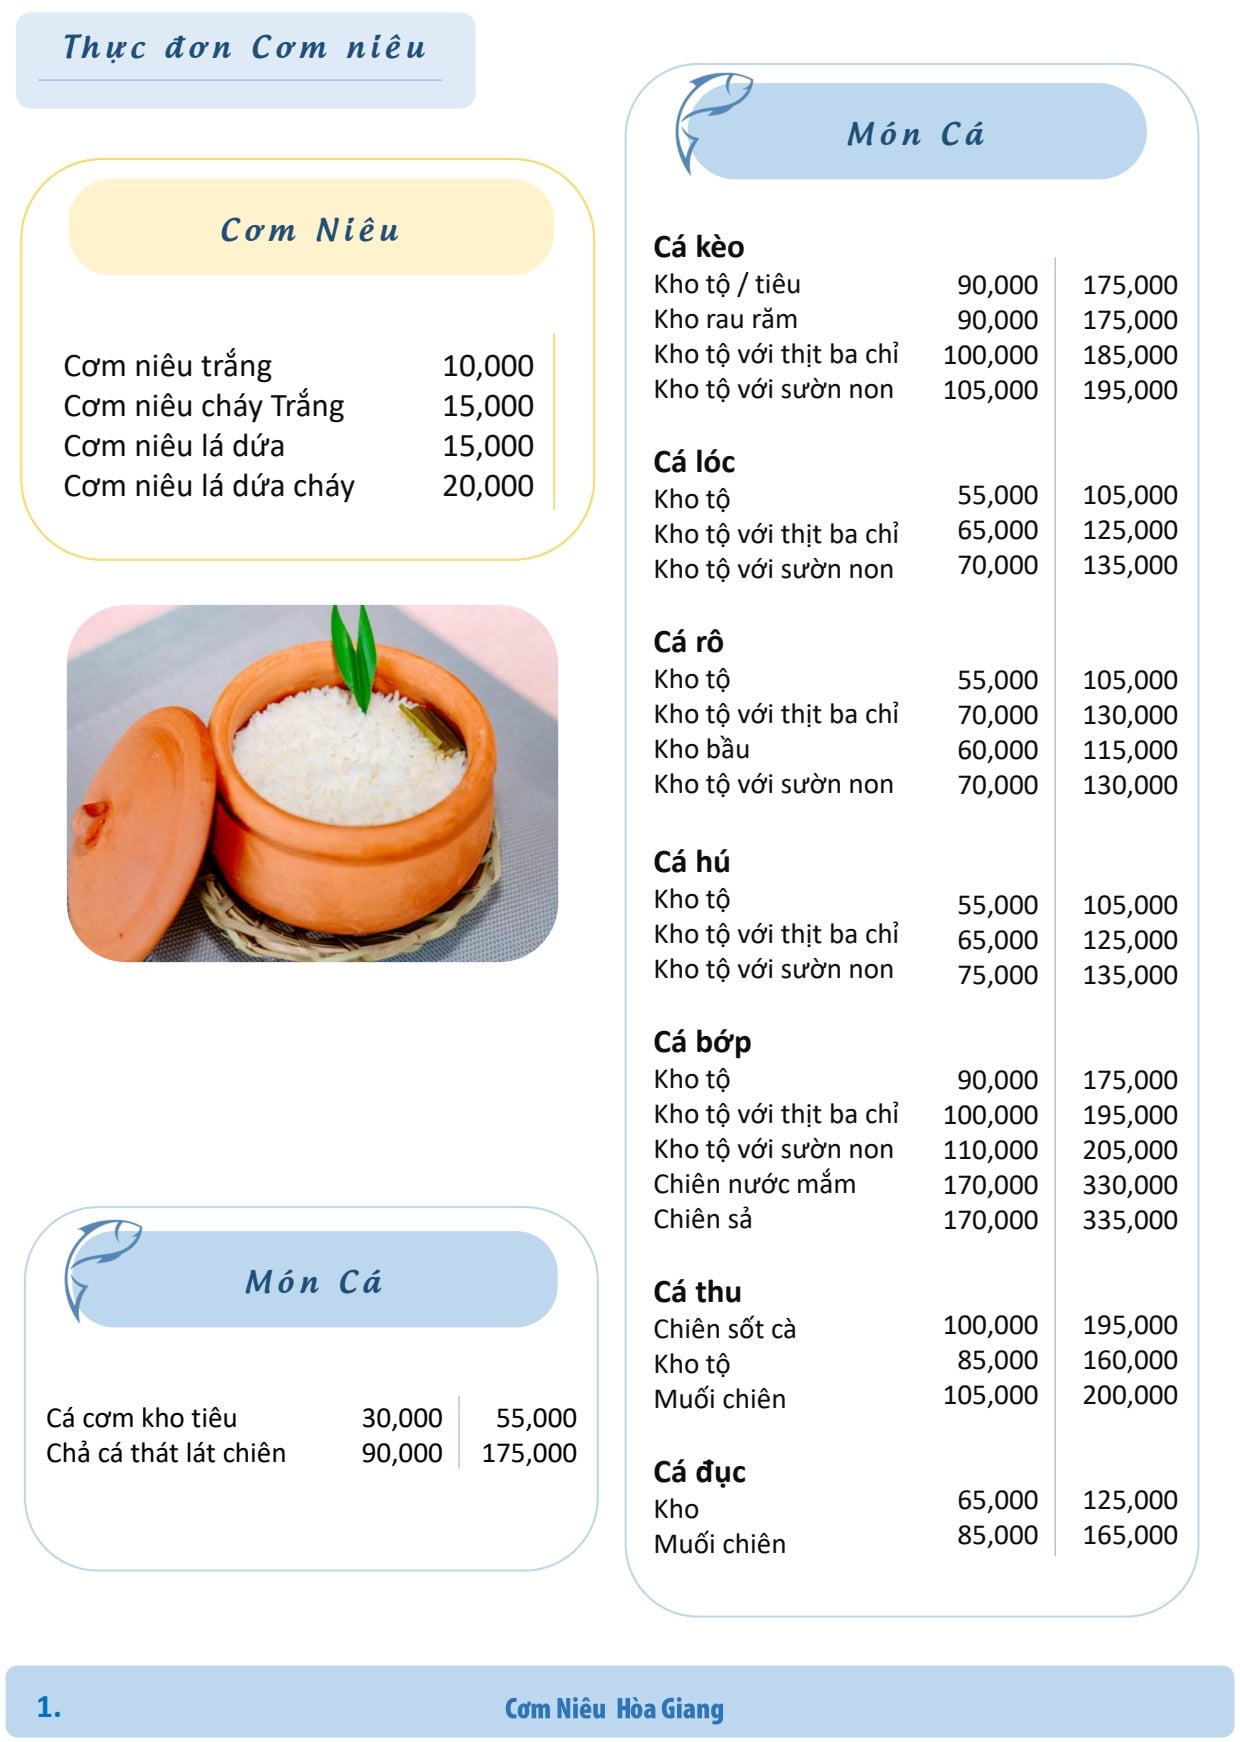 Thực đơn Cơm niêu
Cơm Niêu
Cơm niêu trắng 10,000
Cơm niêu cháy Trắng 15,000
Cơm niêu lá dứa 15,000
Cơm niêu lá dứa cháy 20,000
Món Cá
Cá cơm kho tiêu 30,000 55,000
Chả cá thát lát chiên 90,000 175,000
Món Cá
Cá kèo
Kho tộ / tiêu 90,000 175,000
Kho rau răm 90,000 175,000
Kho tộ với thịt ba chỉ 100,000 185,000
Kho tộ với sườn non 105,000 195,000
Cá lóc
Kho tộ 55,000 105,000
Kho tộ với thịt ba chỉ 65,000 125,000
Kho tộ với sườn non 70,000 135,000
Cá rô
Kho tộ 55,000 105,000
Kho tộ với thịt ba chỉ 70,000 130,000
Kho bầu 60,000 115,000
Kho tộ với sườn non 70,000 130,000
Cá hú
Kho tộ 55,000 105,000
Kho tộ với thịt ba chỉ 65,000 125,000
Kho tộ với sườn non 75,000 135,000
Cá bớp
Kho tộ 90,000 175,000
Kho tộ với thịt ba chỉ 100,000 195,000
Kho tộ với sườn non 110,000 205,000
Chiên nước mắm 170,000 330,000
Chiên sả 170,000 335,000
Cá thu
Chiên sốt cà 100,000 195,000
Kho tộ 85,000 160,000
Muối chiên 105,000 200,000
Cá đục
Kho 65,000 125,000
Muối chiên 85,000 165,000
1. Cơm Niêu Hòa Giang